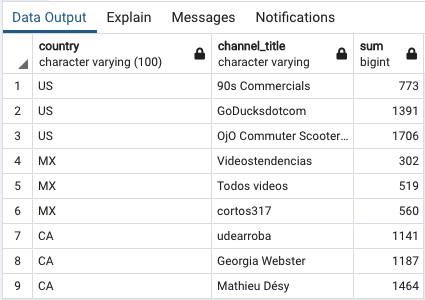 Data Output Explain Messages Notifications
country channel_title sum
character varying (100) character varying bigint
1 US 90s Commercials 773
2 US GoDucksdotcom 1391
3 US OjO Commuter Scooter... 1706
4 MX Videostendencias 302
5 MX Todos videos 519
6 MX cortos317 560
7 CA udearroba 1141
8 CA Georgia Webster 1187
9 CA Mathieu Désy 1464